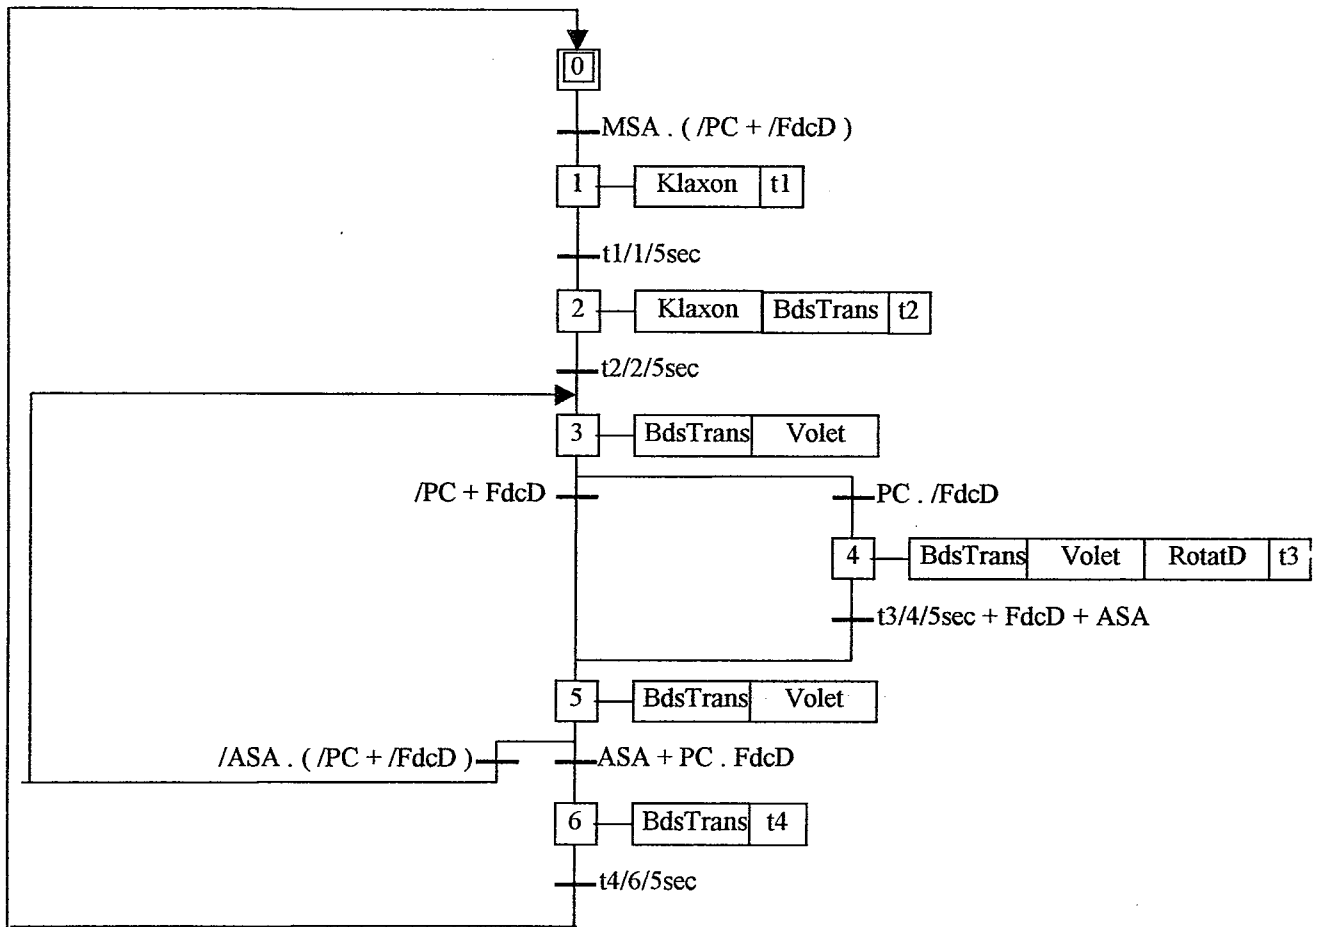 0
MSA . ( /PC + /FdcD )
1 Klaxon t1
t1/1/5sec
2 Klaxon BdsTrans t2
t2/2/5sec
3 BdsTrans Volet
/PC + FdcD PC . /FdcD
4 BdsTrans Volet RotatD t3
t3/4/5sec + FdcD + ASA
5 BdsTrans Volet
/ASA . ( /PC + /FdcD ) ASA + PC . FdcD
6 BdsTrans t4
t4/6/5sec